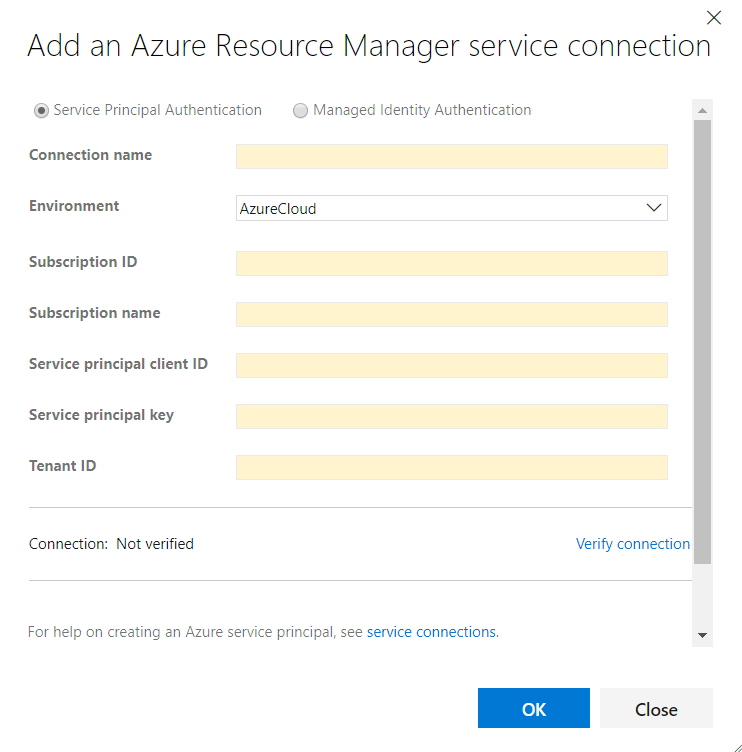 Add an Azure Resource Manager service connection
Service Principal Authentication Managed Identity Authentication
Connection name
Environment AzureCloud
Subscription ID
Subscription name
Service principal client ID
Service principal key
Tenant ID
Connection: Not verified Verify connection
For help on creating an Azure service principal, see service connections.
OK Close